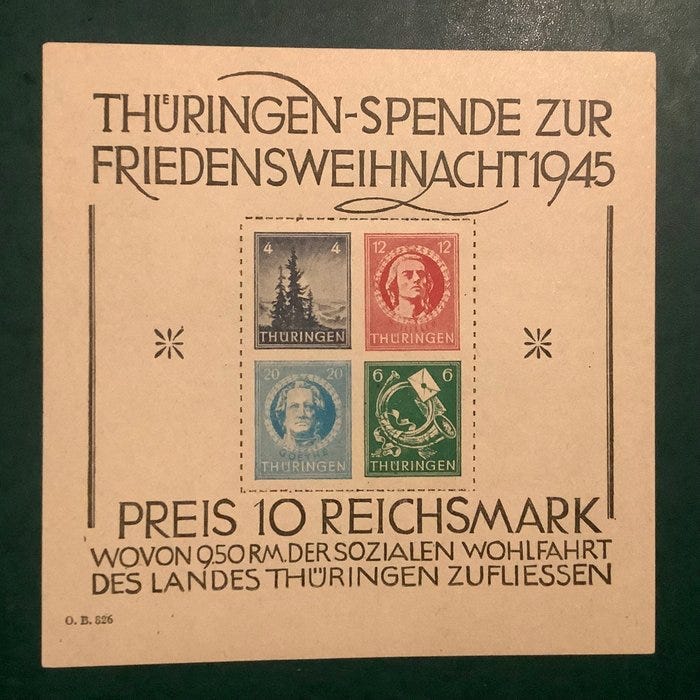 THÜRINGEN-SPENDE ZUR
FRIEDENSWEIHNACHT 1945
4 4
THÜRINGEN
12 12
THÜRINGEN
20 20
GOETHE
THÜRINGEN
6 6
THÜRINGEN
PREIS 10 REICHSMARK
WOVON 9.50 RM. DER SOZIALEN WOHLFAHRT
DES LANDES THÜRINGEN ZUFLIESSEN
O. B. 826